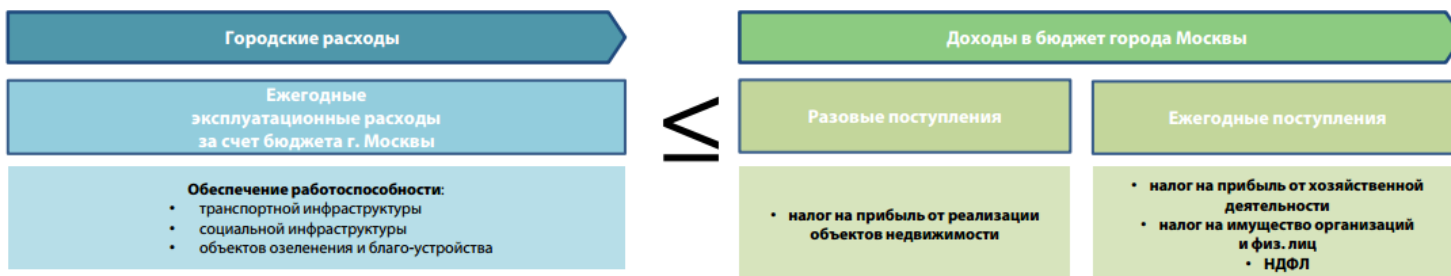 Городские расходы
Ежегодные
эксплуатационные расходы
за счет бюджета г. Москвы
Обеспечение работоспособности:
• транспортной инфраструктуры
• социальной инфраструктуры
• объектов озеленения и благо-устройства
≤
Доходы в бюджет города Москвы
Разовые поступления
• налог на прибыль от реализации
объектов недвижимости
Ежегодные поступления
• налог на прибыль от хозяйственной
деятельности
• налог на имущество организаций
и физ. лиц
• НДФЛ